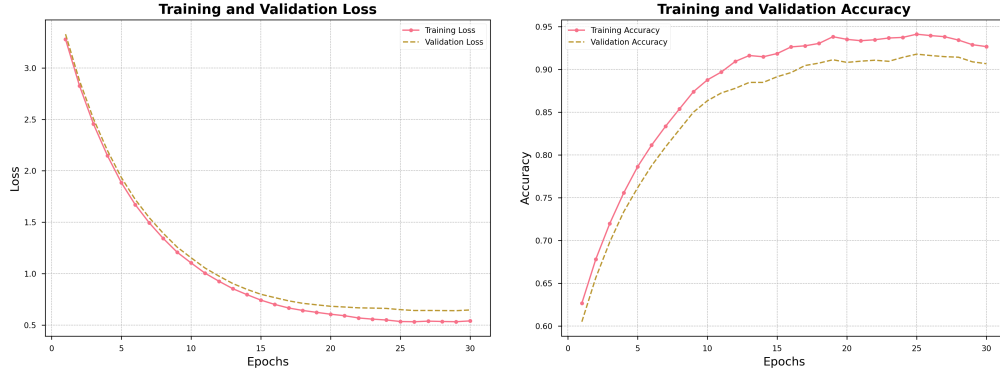 Training and Validation Loss
Training Loss
Validation Loss
3.0
2.5
2.0
1.5
1.0
0.5
Loss
0
5
10
15
20
25
30
Epochs
Training and Validation Accuracy
Training Accuracy
Validation Accuracy
0.95
0.90
0.85
0.80
0.75
0.70
0.65
0.60
Accuracy
0
5
10
15
20
25
30
Epochs